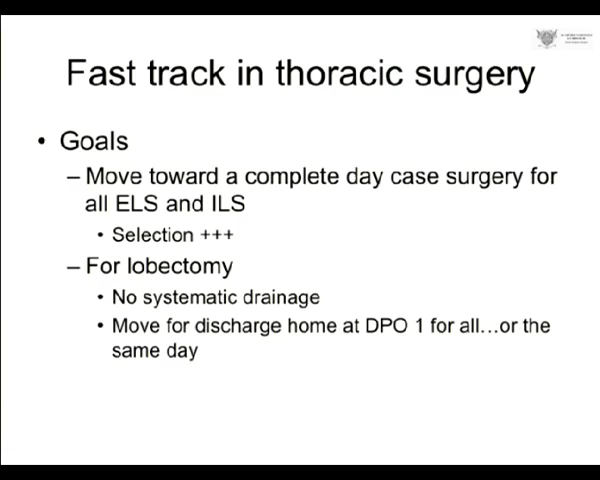 Fast track in thoracic surgery
• Goals
– Move toward a complete day case surgery for
all ELS and ILS
• Selection +++
– For lobectomy
• No systematic drainage
• Move for discharge home at DPO 1 for all...or the
same day